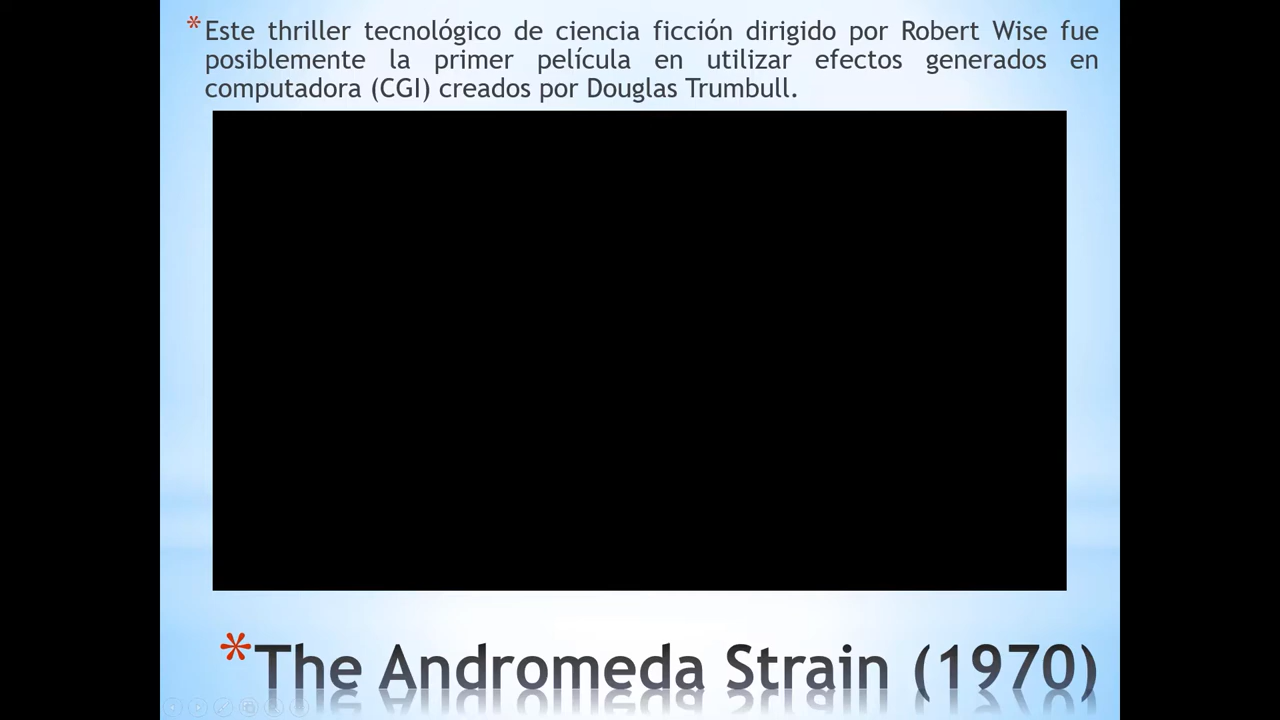 *Este thriller tecnológico de ciencia ficción dirigido por Robert Wise fue
posiblemente la primer película en utilizar efectos generados en
computadora (CGI) creados por Douglas Trumbull.
*The Andromeda Strain (1970)